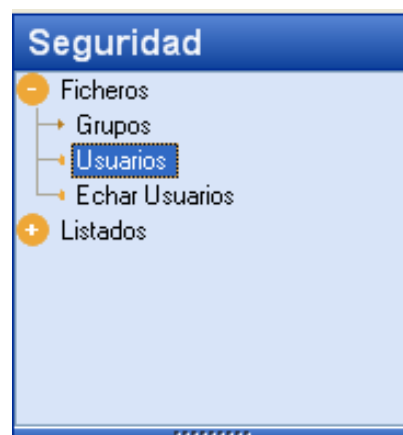 Seguridad
Ficheros
Grupos
Usuarios
Echar Usuarios
Listados